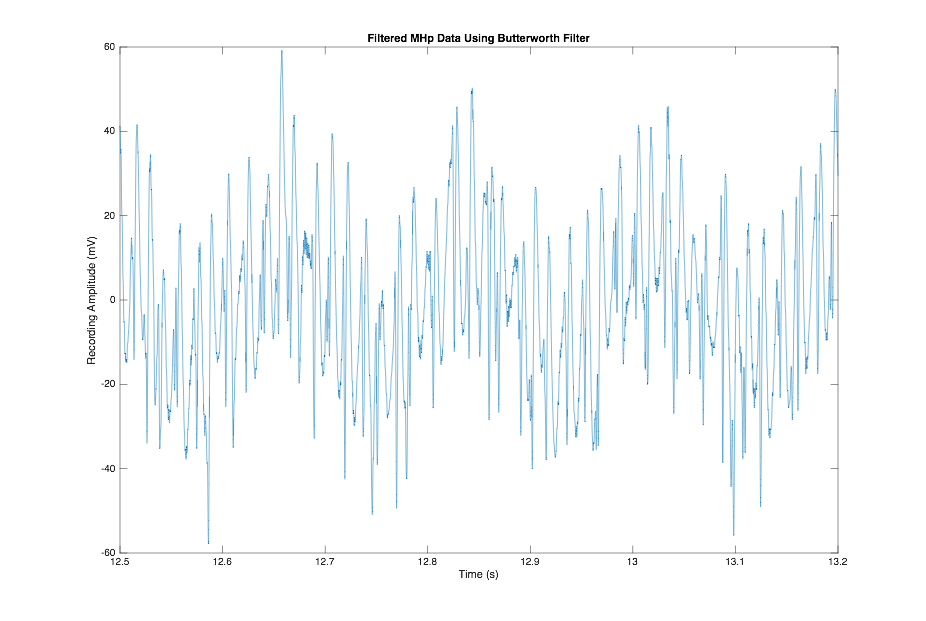 Filtered MHp Data Using Butterworth Filter
60
40
20
0
-20
-40
-60
Recording Amplitude (mV)
12.5 12.6 12.7 12.8 12.9 13 13.1 13.2
Time (s)